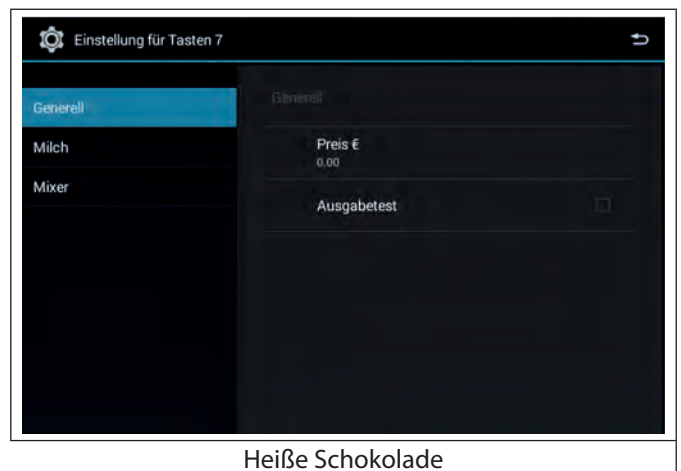 Einstellung für Tasten 7
Generell
Milch
Mixer
Generell
Preis €
0.00
Ausgabetest
Heiße Schokolade